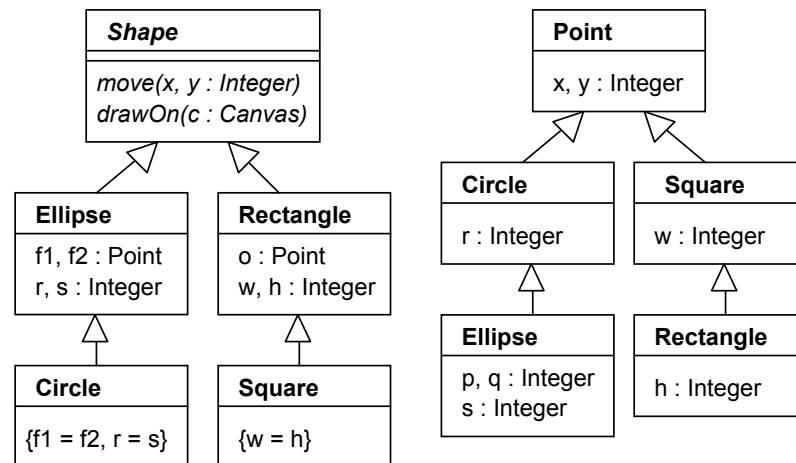 Shape
move(x, y : Integer)
drawOn(c : Canvas)
Ellipse
f1, f2 : Point
r, s : Integer
Rectangle
o : Point
w, h : Integer
Circle
{f1 = f2, r = s}
Square
{w = h}
Point
x, y : Integer
Circle
r : Integer
Square
w : Integer
Ellipse
p, q : Integer
s : Integer
Rectangle
h : Integer